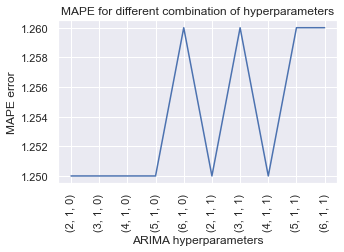 MAPE for different combination of hyperparameters
1.260
1.258
1.256
1.254
1.252
1.250
MAPE error
(2, 1, 0)
(3, 1, 0)
(4, 1, 0)
(5, 1, 0)
(6, 1, 0)
(2, 1, 1)
(3, 1, 1)
(4, 1, 1)
(5, 1, 1)
(6, 1, 1)
ARIMA hyperparameters